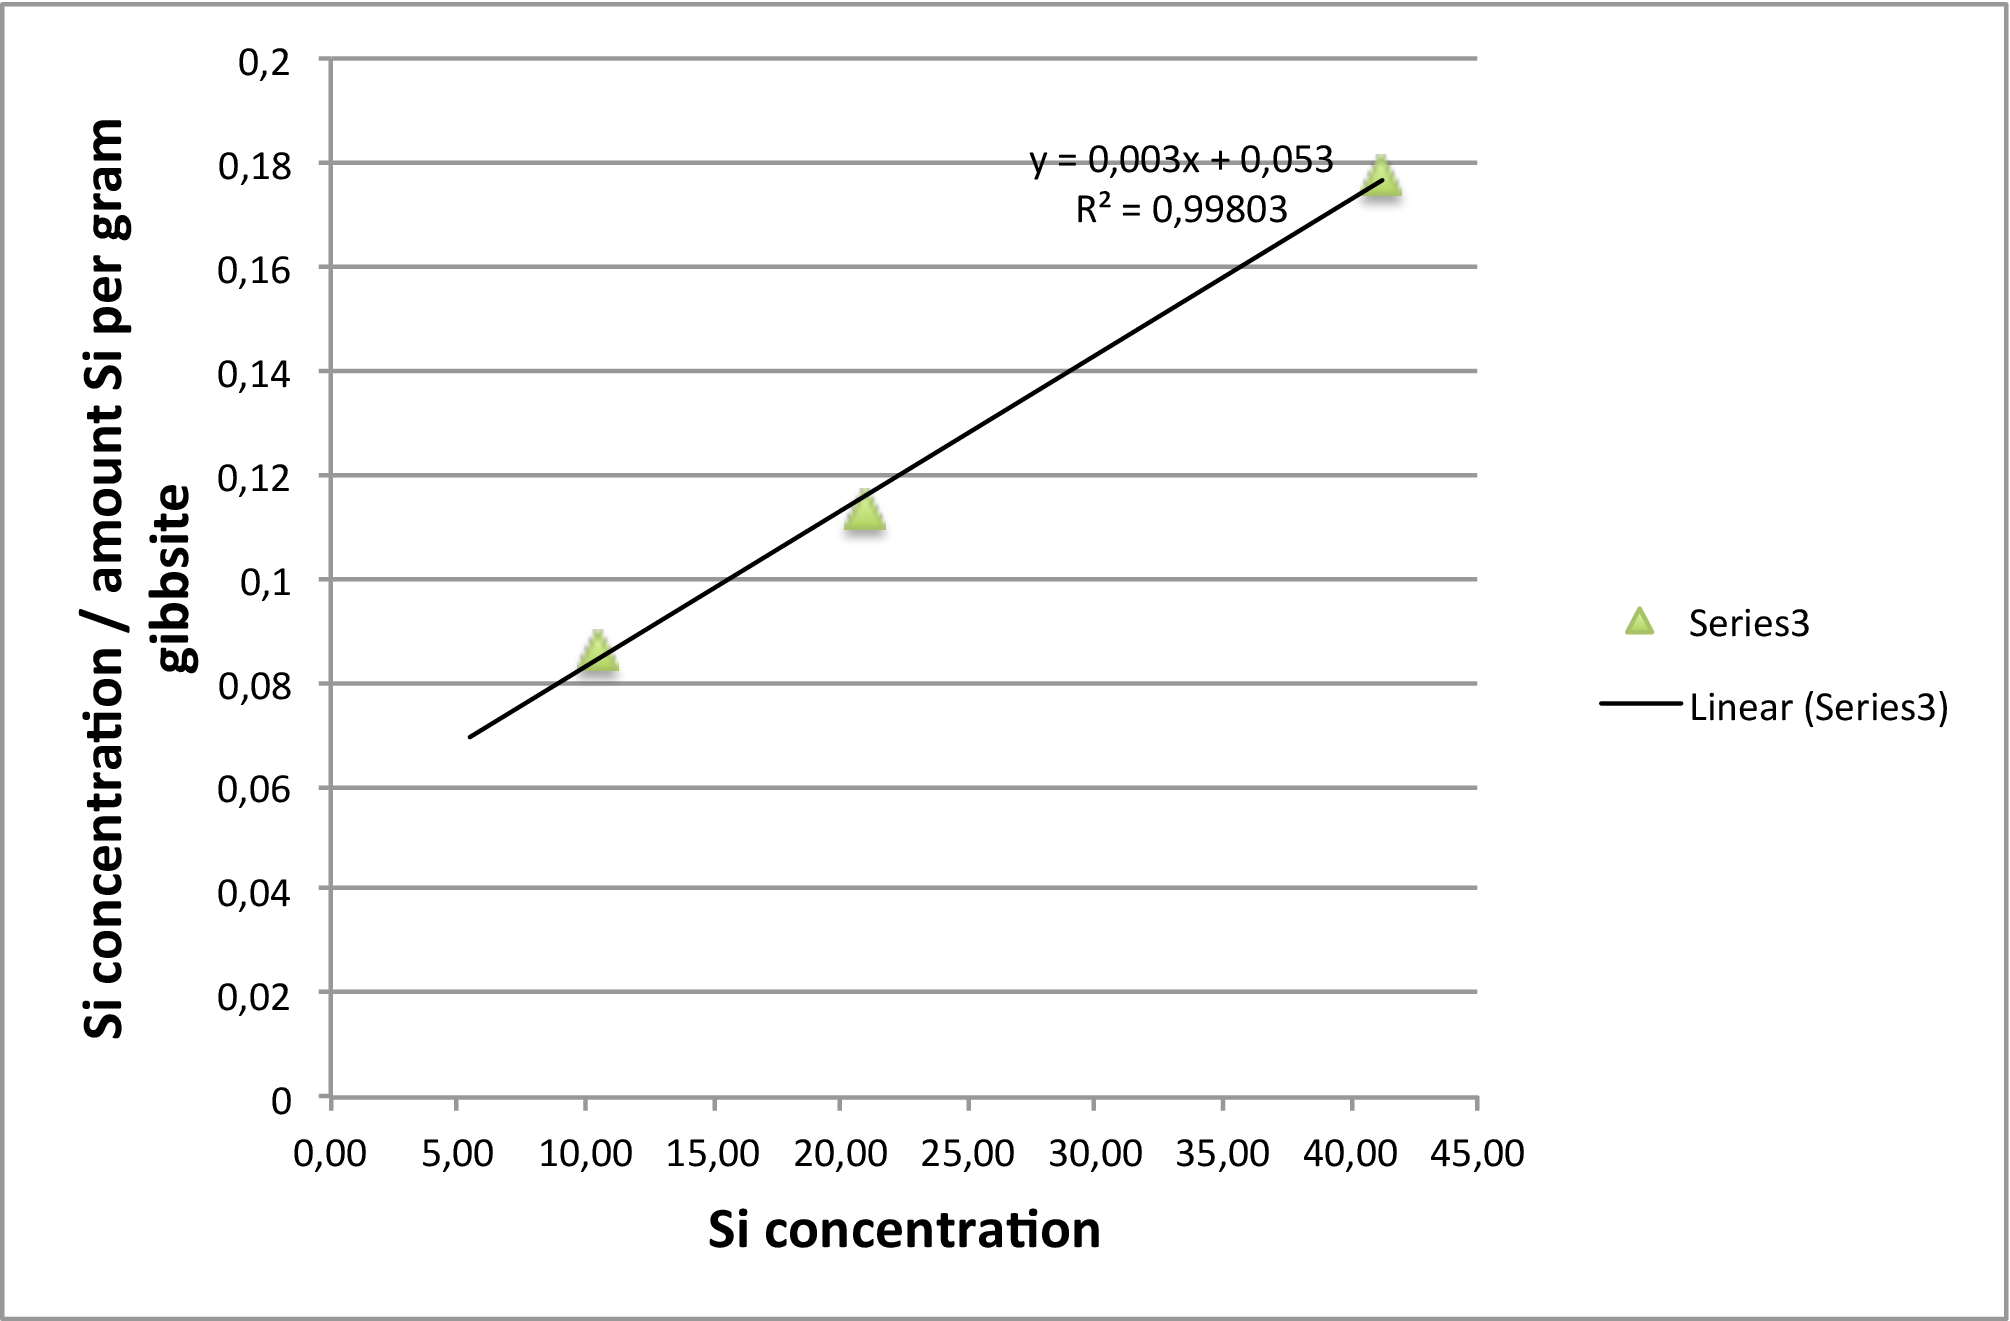 Si concentration / amount Si per gram
gibbsite
0,2
0,18
0,16
0,14
0,12
0,1
0,08
0,06
0,04
0,02
0
y = 0,003x + 0,053
R² = 0,99803
Series3
Linear (Series3)
0,00 5,00 10,00 15,00 20,00 25,00 30,00 35,00 40,00 45,00
Si concentration